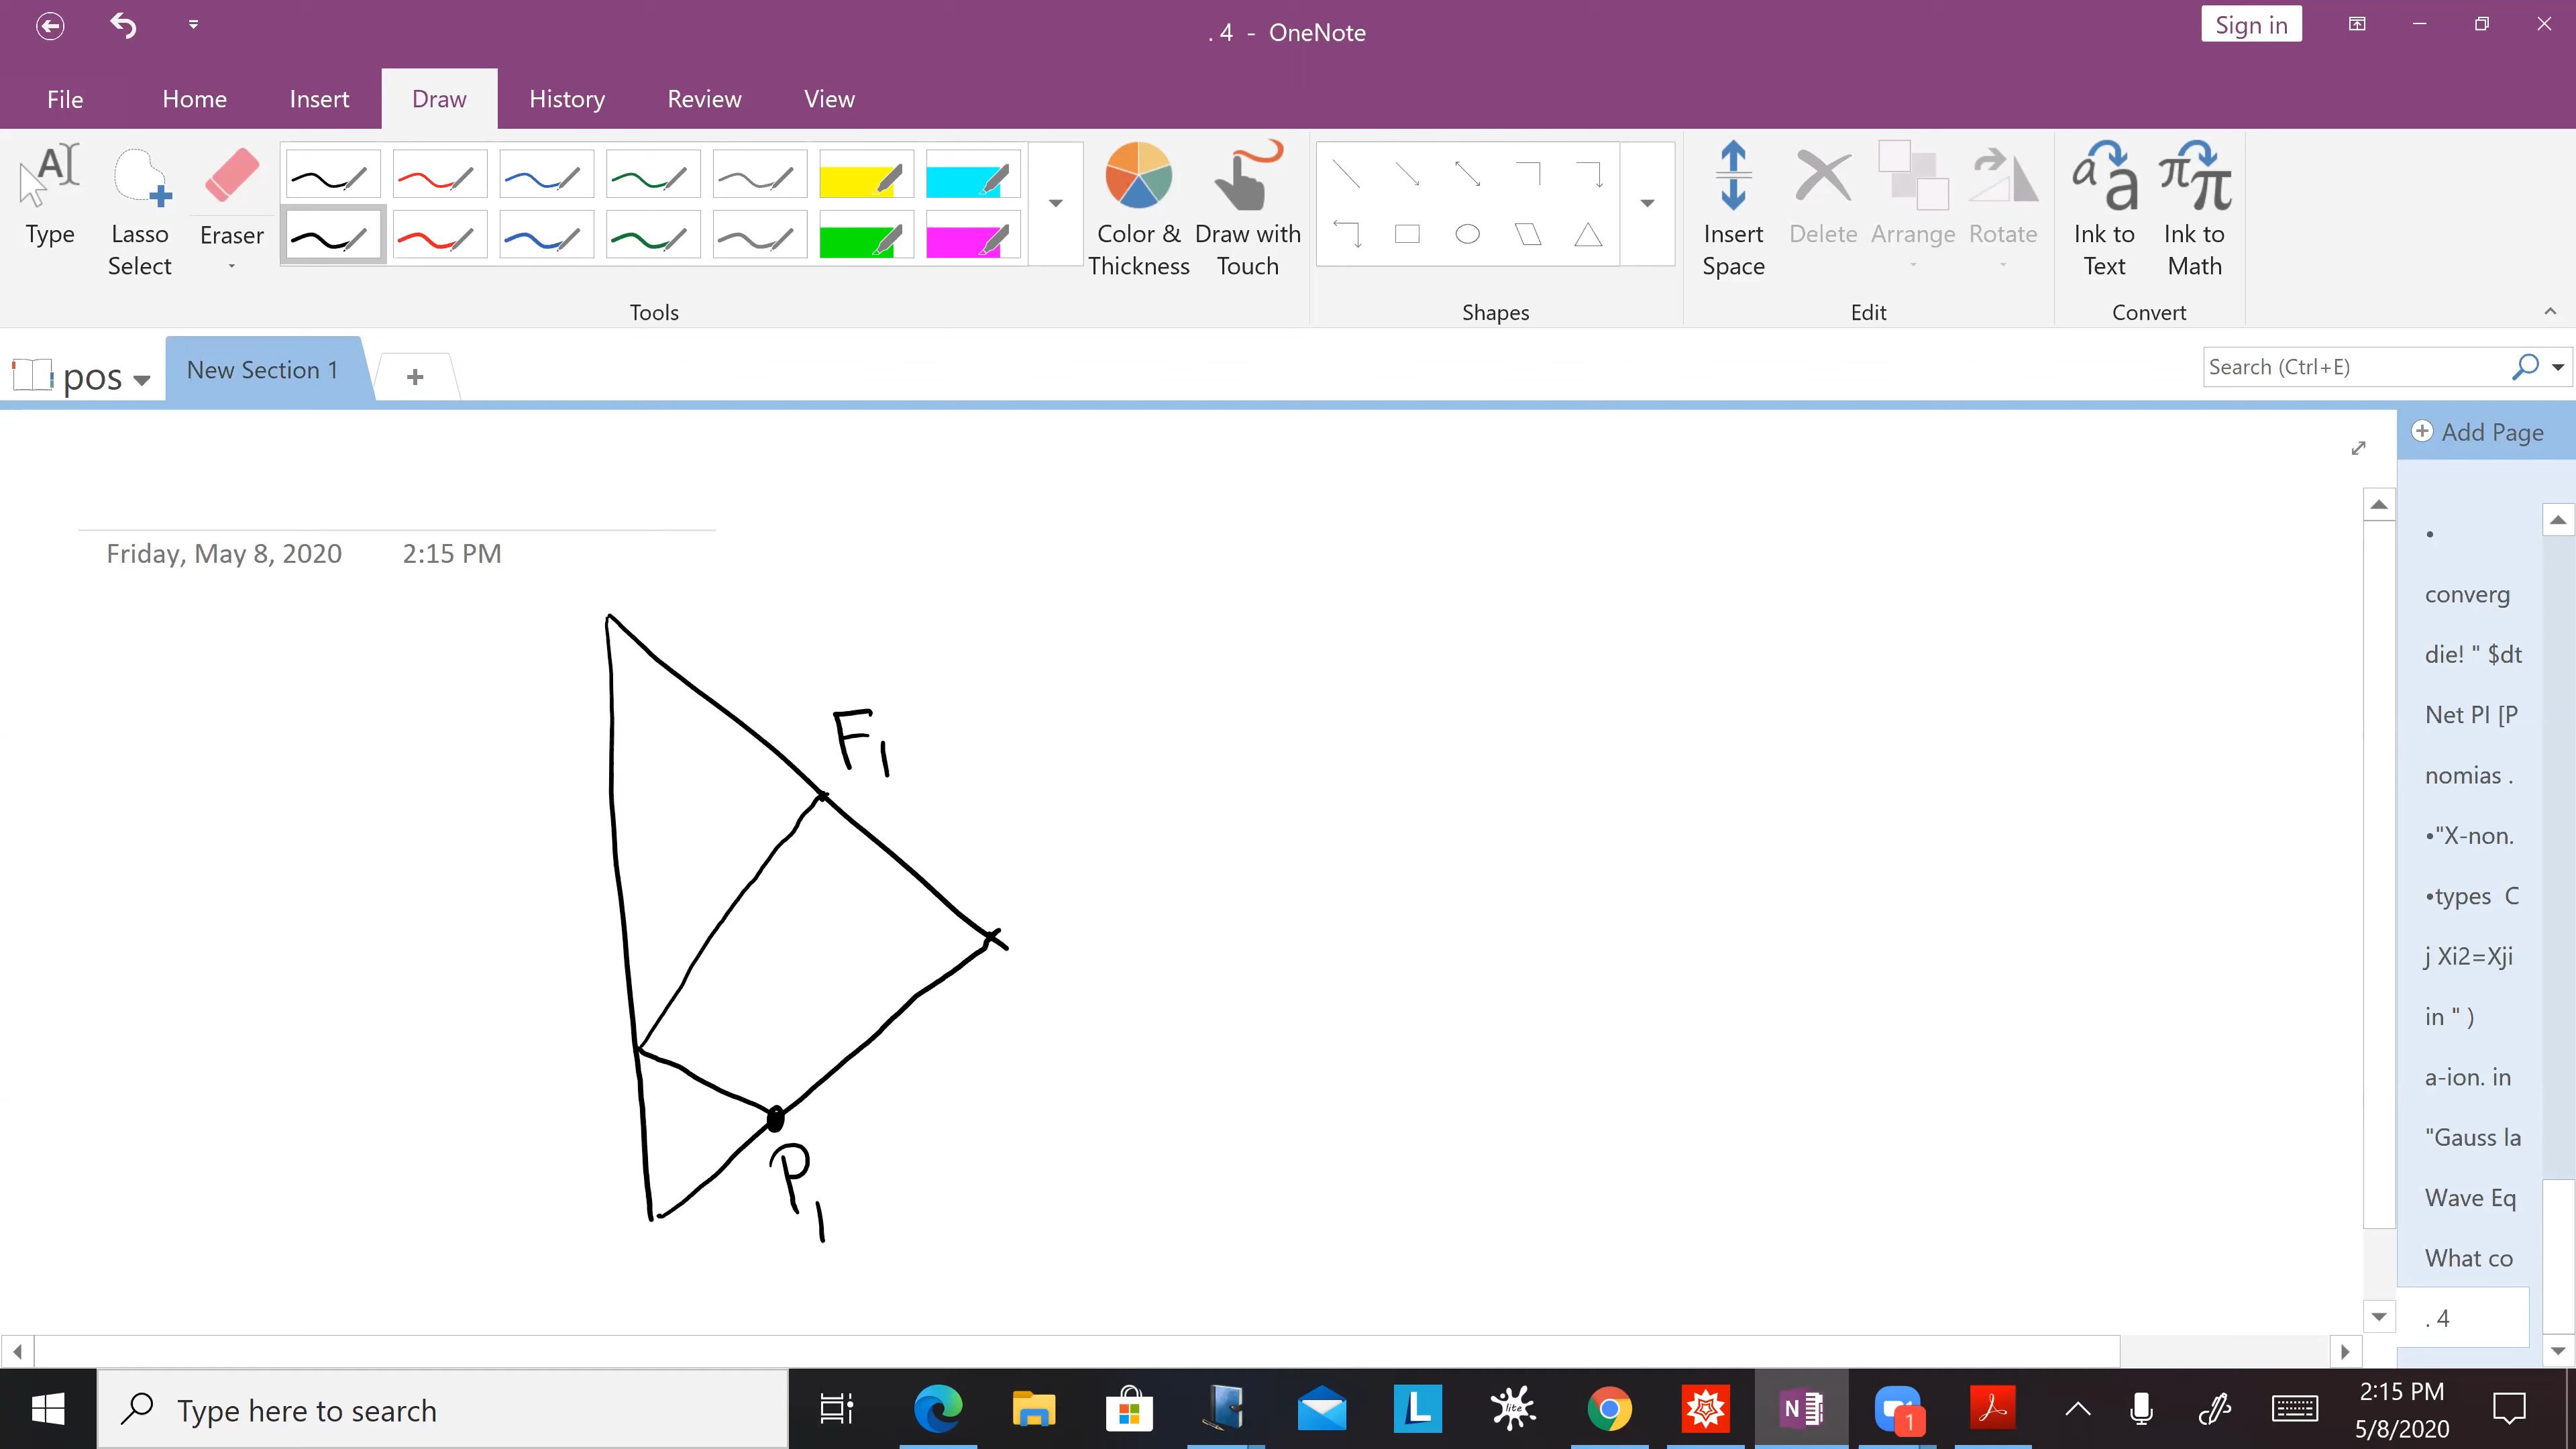 . 4 - OneNote
Sign in
File Home Insert Draw History Review View
Type
Lasso Select
Eraser
Color & Thickness
Draw with Touch
Insert Space
Delete
Arrange
Rotate
Ink to Text
Ink to Math
Tools
Shapes
Edit
Convert
pos
New Section 1
+
Search (Ctrl+E)
Add Page
Friday, May 8, 2020 2:15 PM
F1
P1
•
converg
die! " $dt
Net PI [P
nomias .
•"X-non.
•types C
j Xi2=Xji
in " )
a-ion. in
"Gauss la
Wave Eq
What co
. 4
Type here to search
L
lite
N
1
2:15 PM
5/8/2020